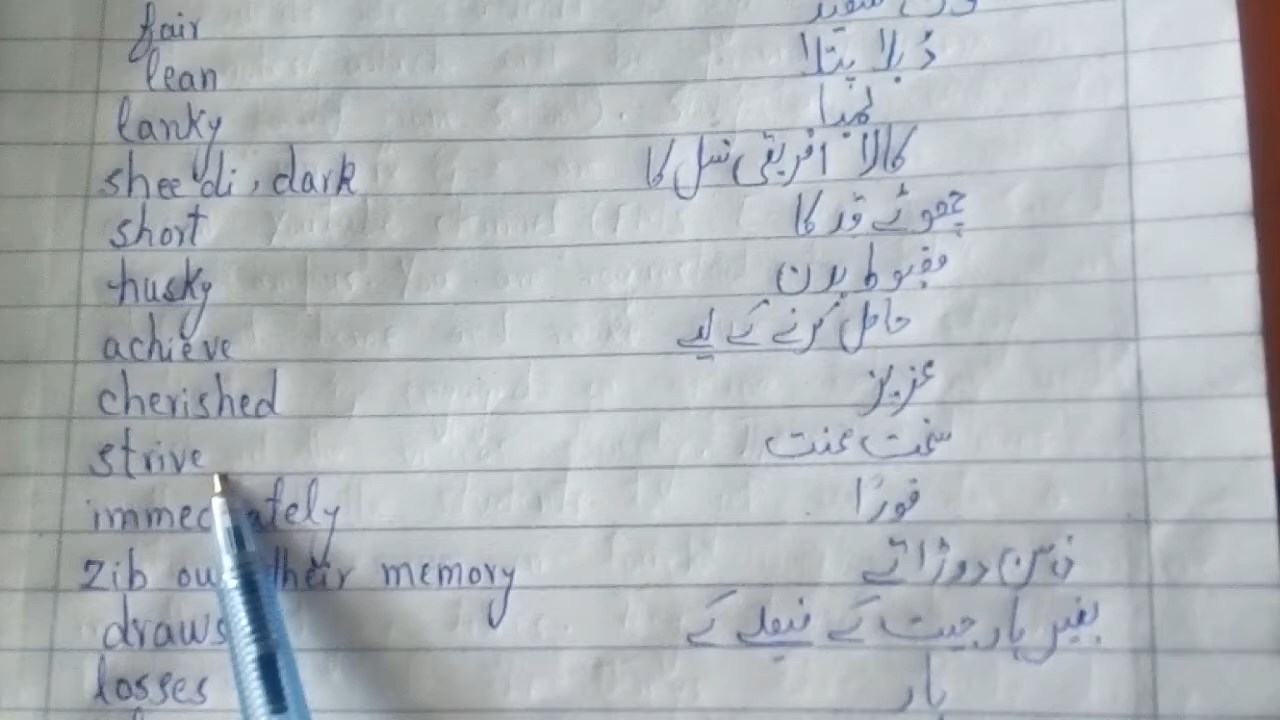 fair
lean دُبلا پتلا
lanky لمبا
sheedi, dark کالا، افریقی نسل کا
short چھوٹے قد کا
husky مضبوط بدن
achieve حاصل کرنے کے لیے
cherished عزیز
strive سخت محنت
immediately فوراً
zib out their memory ذہن دوڑاتے
draws بغیر ہار جیت کے فیصلے کے
losses ہار